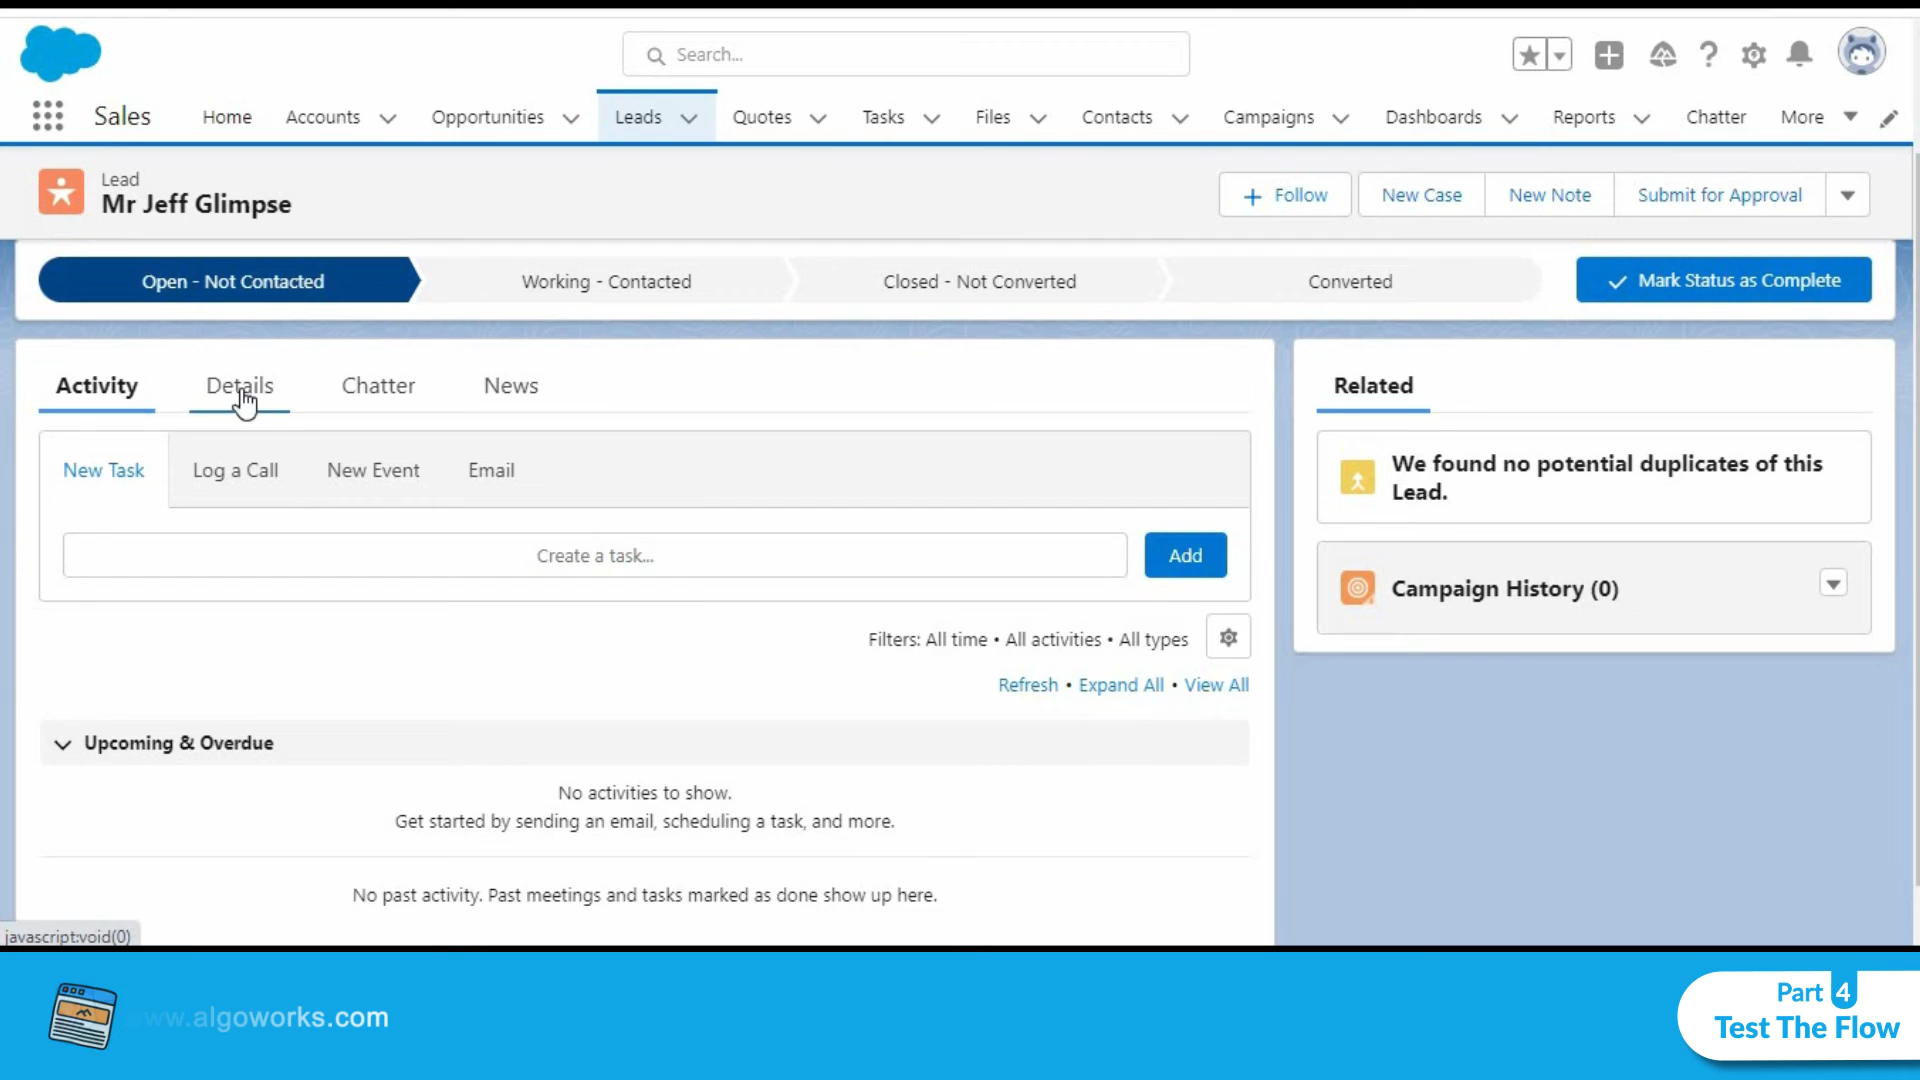 Search...
Sales
Home
Accounts
Opportunities
Leads
Quotes
Tasks
Files
Contacts
Campaigns
Dashboards
Reports
Chatter
More
Lead
Mr Jeff Glimpse
Follow
New Case
New Note
Submit for Approval
Open - Not Contacted
Working - Contacted
Closed - Not Converted
Converted
Mark Status as Complete
Activity
Details
Chatter
News
Related
New Task
Log a Call
New Event
Email
We found no potential duplicates of this
Lead.
Create a task...
Add
Campaign History (0)
Filters: All time • All activities • All types
Refresh • Expand All • View All
Upcoming & Overdue
No activities to show.
Get started by sending an email, scheduling a task, and more.
No past activity. Past meetings and tasks marked as done show up here.
javascript:void(0)
www.algoworks.com
Part 4
Test The Flow